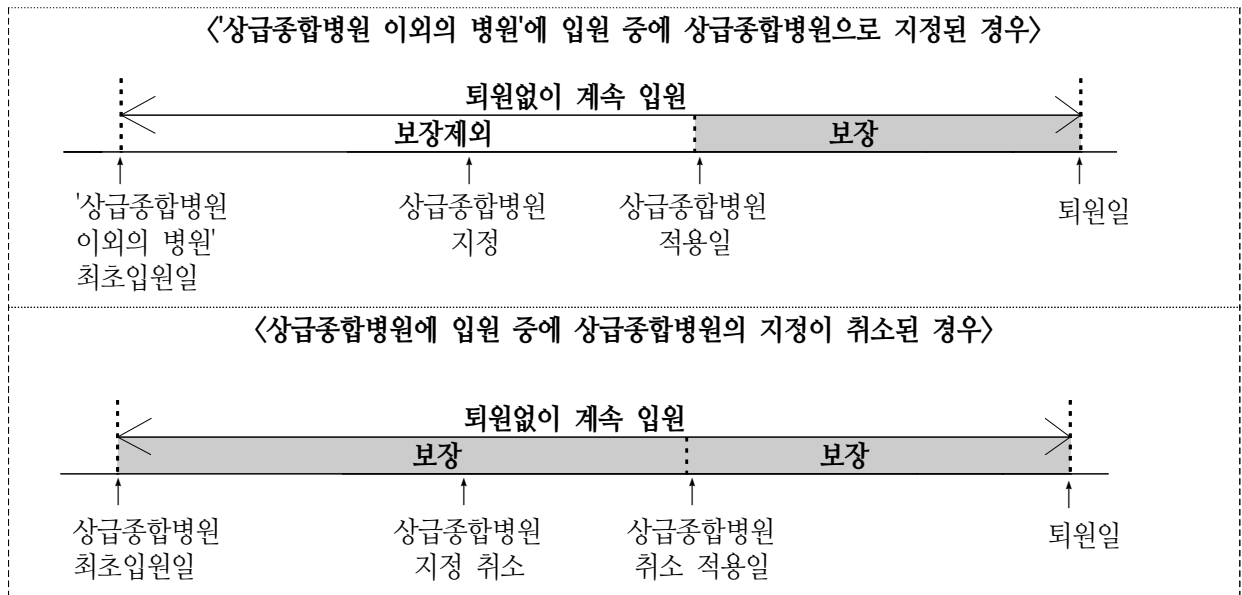 <'상급종합병원 이외의 병원'에 입원 중에 상급종합병원으로 지정된 경우>
퇴원없이 계속 입원
보장제외
보장
'상급종합병원
이외의 병원'
최초입원일
상급종합병원
지정
상급종합병원
적용일
퇴원일
<상급종합병원에 입원 중에 상급종합병원의 지정이 취소된 경우>
퇴원없이 계속 입원
보장
보장
상급종합병원
최초입원일
상급종합병원
지정 취소
상급종합병원
취소 적용일
퇴원일